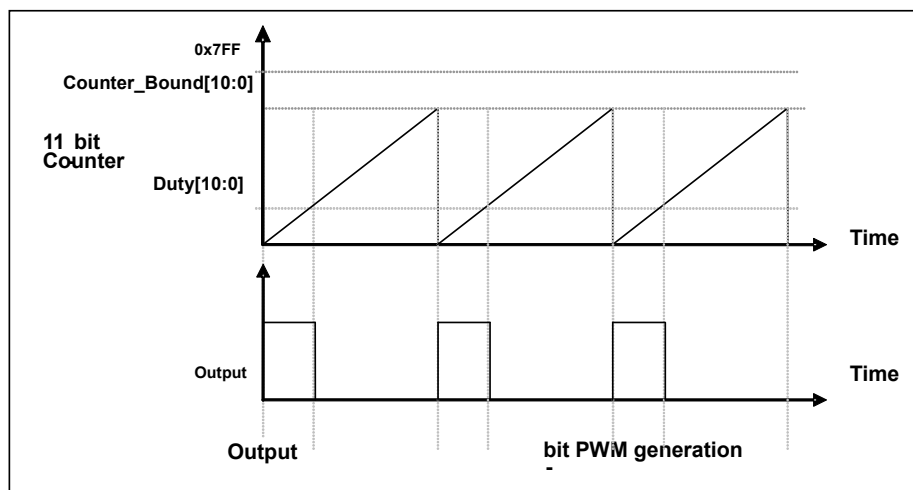 0x7FF
Counter_Bound[10:0]
11 bit
Counter
Duty[10:0]
Time
Output
Time
Output
bit PWM generation
-